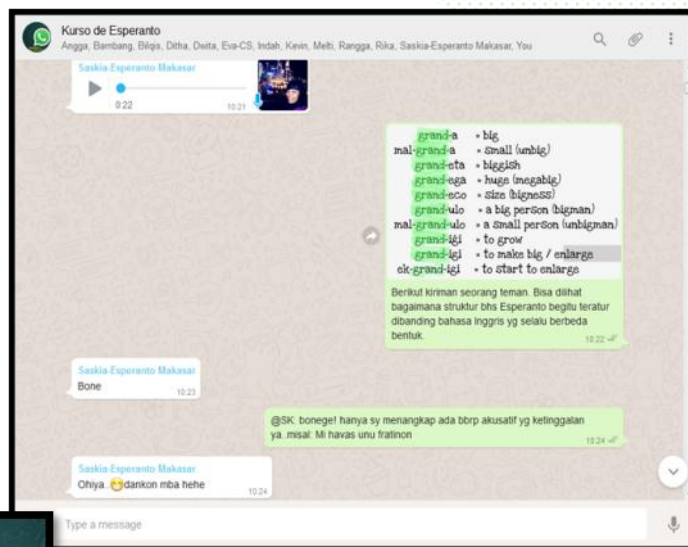 Kurso de Esperanto
Angga, Bambang, Bilqis, Ditha, Dwita, Eva-CS, Indah, Kevin, Melti, Rangga, Rika, Saskia-Esperanto Makasar, You
Saskia-Esperanto Makasar
0:22
10:21
grand-a = big
mal-grand-a = small (unbig)
grand-eta = biggish
grand-ega = huge (megabig)
grand-eco = size (bigness)
grand-ulo = a big person (bigman)
mal-grand-ulo = a small person (unbigman)
grand-iĝi = to grow
grand-igi = to make big / enlarge
ek-grand-igi = to start to enlarge
Berikut kiriman seorang teman. Bisa dilihat
bagaimana struktur bhs Esperanto begitu teratur
dibanding bahasa Inggris yg selalu berbeda
bentuk.
10:22
Saskia-Esperanto Makasar
Bone
10:23
@SK: bonege! hanya sy menangkap ada bbrp akusatif yg ketinggalan
ya..misal: Mi havas unu fratinon
10:24
Saskia-Esperanto Makasar
Ohiya..😁dankon mba hehe
10:24
Type a message